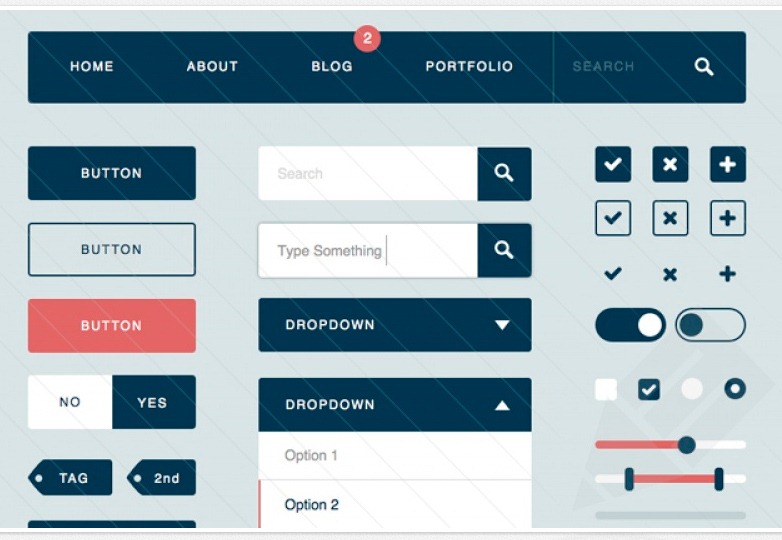 2
HOME ABOUT BLOG PORTFOLIO SEARCH
BUTTON
Search
BUTTON
Type Something
BUTTON
DROPDOWN
NO YES
DROPDOWN
Option 1
TAG 2nd
Option 2